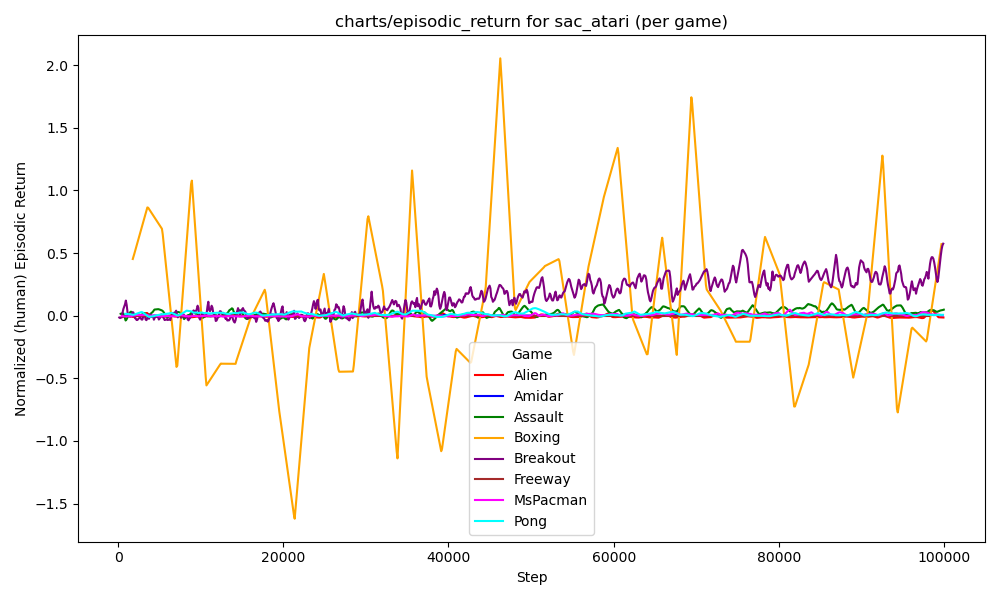 charts/episodic_return for sac_atari (per game)
Normalized (human) Episodic Return
2.0
1.5
1.0
0.5
0.0
−0.5
−1.0
−1.5
Game
Alien
Amidar
Assault
Boxing
Breakout
Freeway
MsPacman
Pong
0
20000
40000
60000
80000
100000
Step